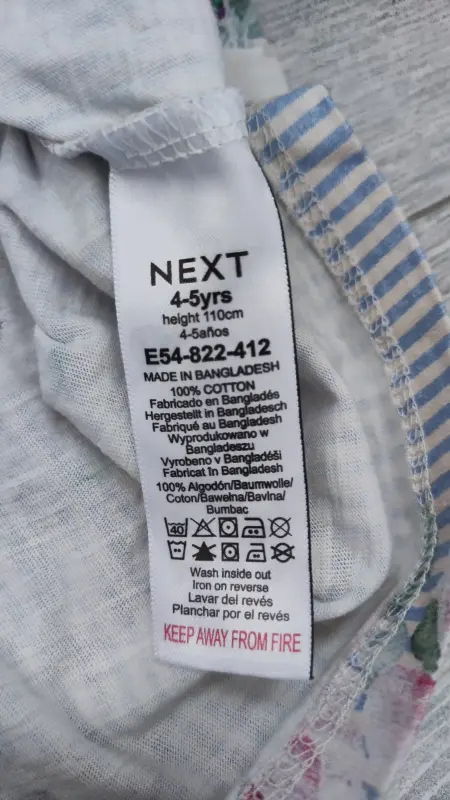 NEXT
4-5yrs
height 110cm
4-5años
E54-822-412
MADE IN BANGLADESH
100% COTTON
Fabricado en Bangladés
Hergestellt in Bangladesch
Fabriqué au Bangladesh
Wyprodukowano w
Bangladeszu
Vyrobeno v Bangladéši
Fabricat în Bangladesh
100% Algodón/Baumwolle/
Coton/Bawełna/Bavlna/
Bumbac
40
Wash inside out
Iron on reverse
Lavar del revés
Planchar por el revés
KEEP AWAY FROM FIRE